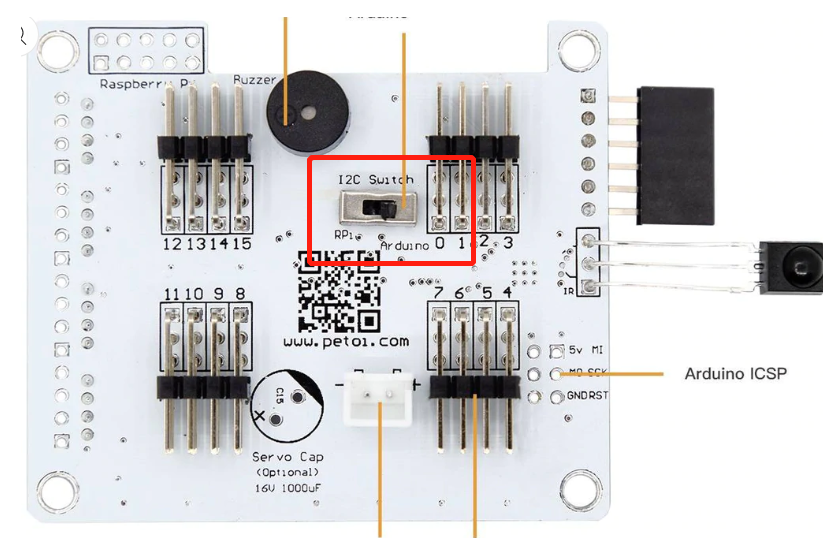 Arduino
Raspberry Pi
Buzzer
I2C Switch
RPi
Arduino
12 13 14 15
0 1 2 3
IR
11 10 9 8
7 6 5 4
www.petoi.com
5v MI
MO SCK
GND RST
Arduino ICSP
- +
C15
Servo Cap
(Optional)
16V 1000uF